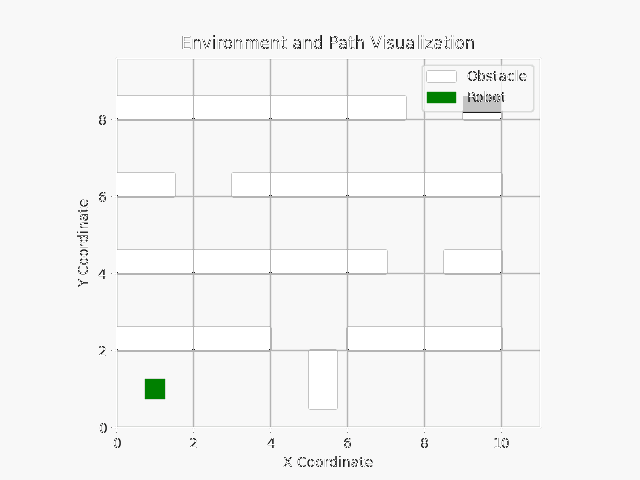 Environment and Path Visualization
Obstacle
Robot
8
6
4
2
0
Y Coordinate
0 2 4 6 8 10
X Coordinate